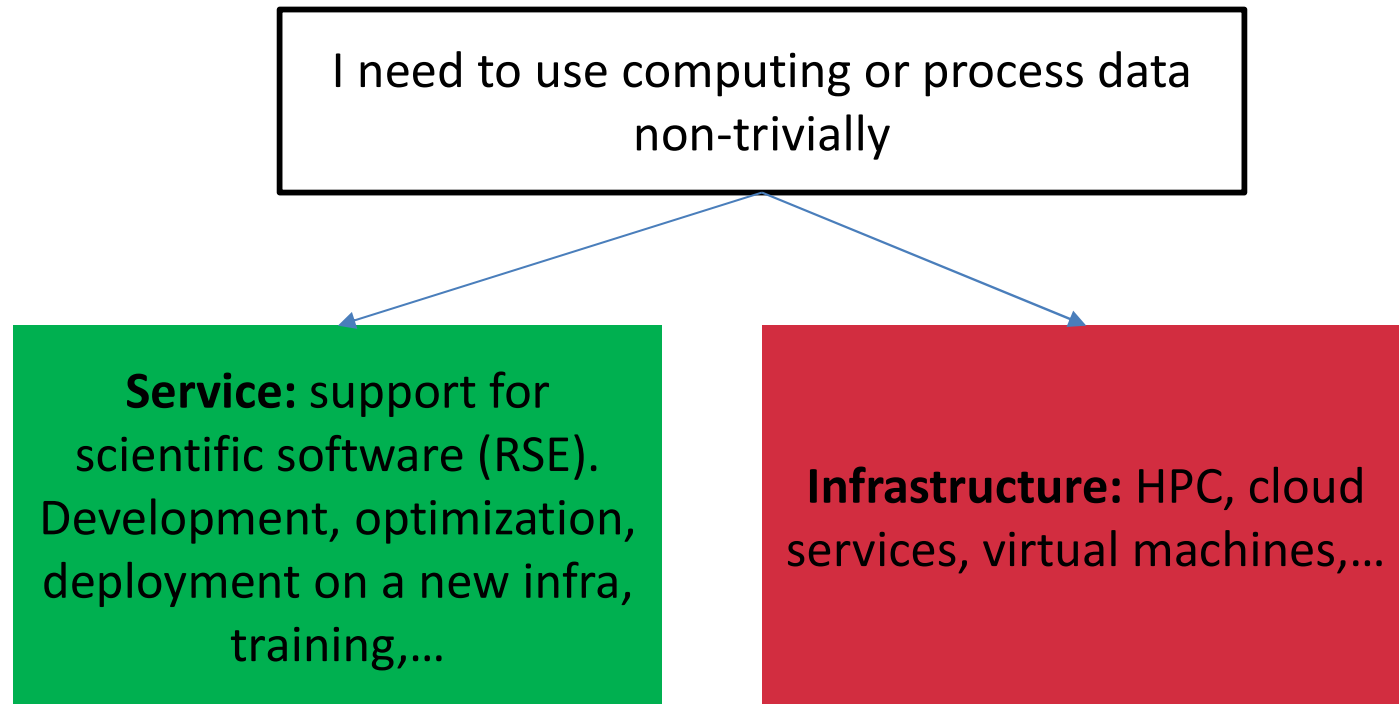 I need to use computing or process data
non-trivially
Service: support for
scientific software (RSE).
Development, optimization,
deployment on a new infra,
training,...
Infrastructure: HPC, cloud
services, virtual machines,...